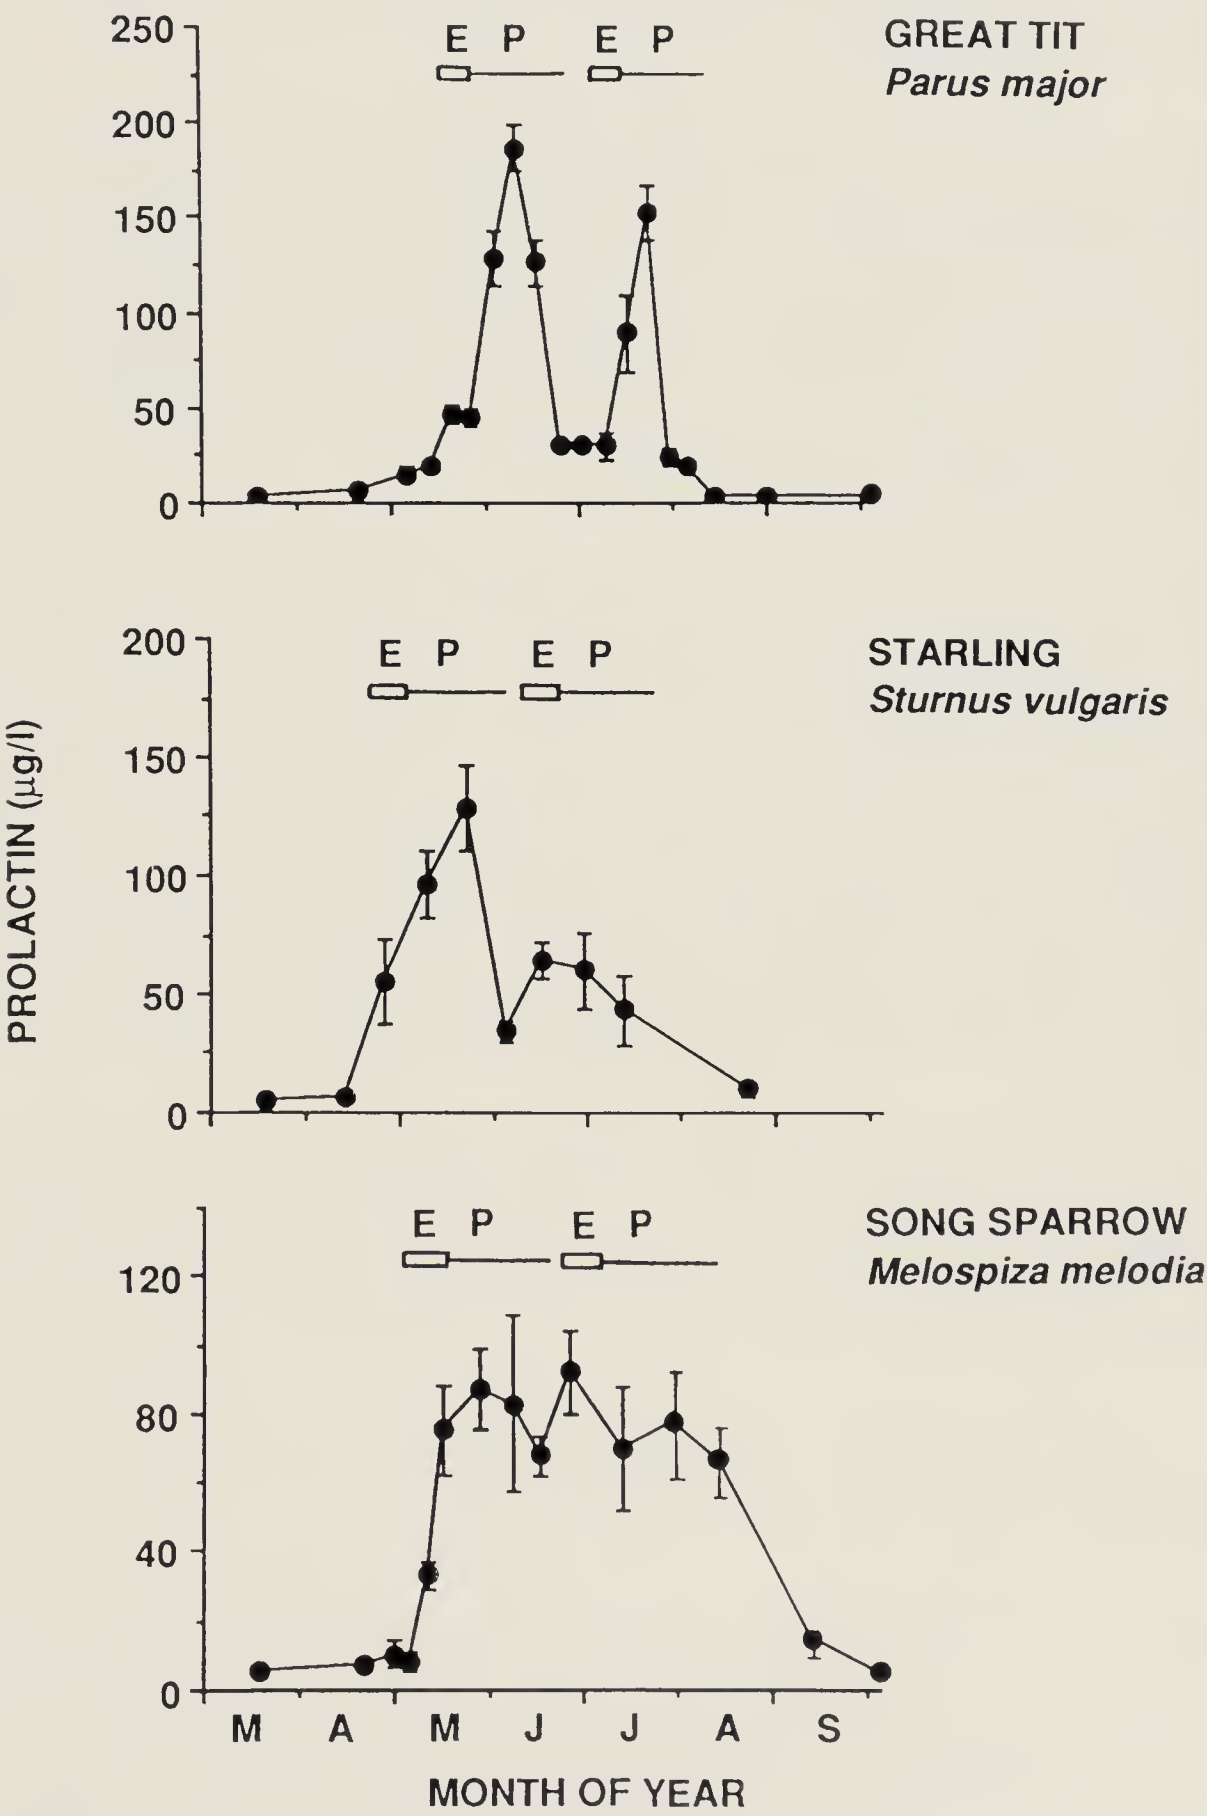 250
E P E P
GREAT TIT
Parus major
200
150
100
50
0
PROLACTIN (µg/l)
200
E P E P
STARLING
Sturnus vulgaris
150
100
50
0
E P E P
SONG SPARROW
Melospiza melodia
120
80
40
0
M A M J J A S
MONTH OF YEAR